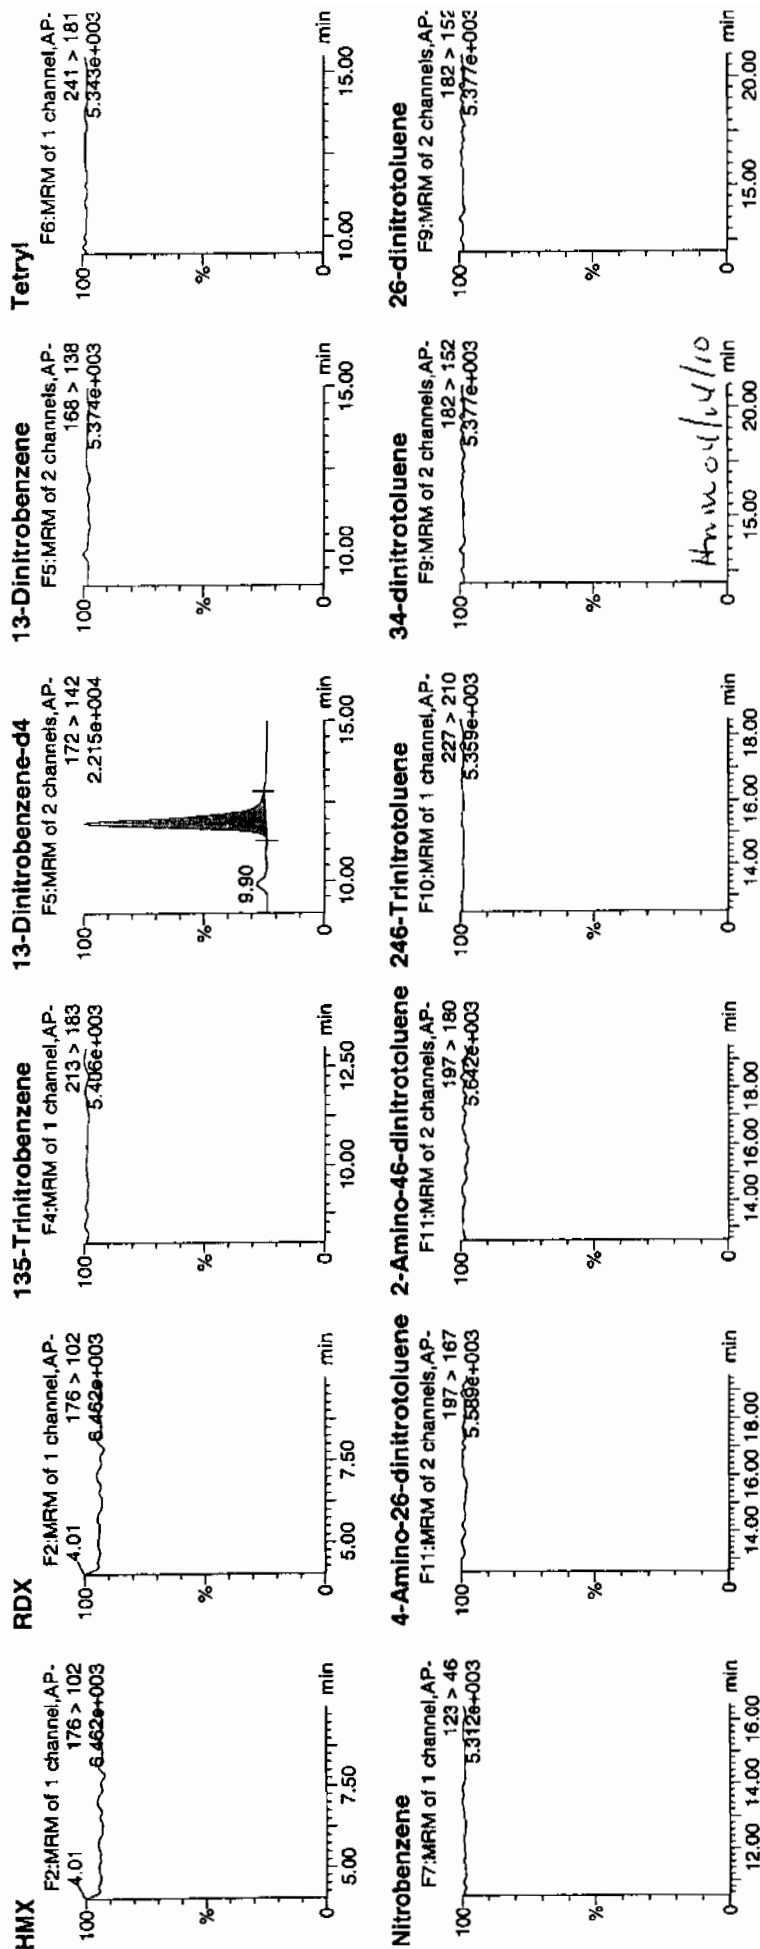 HMX
F2:MRM of 1 channel,AP-
176 > 102
6.462e+003
4.01
100
%
0
5.00 7.50 min
RDX
F2:MRM of 1 channel,AP-
176 > 102
6.462e+003
4.01
100
%
0
5.00 7.50 min
135-Trinitrobenzene
F4:MRM of 1 channel,AP-
213 > 183
5.406e+003
100
%
0
10.00 12.50 min
13-Dinitrobenzene-d4
F5:MRM of 2 channels,AP-
172 > 142
2.215e+004
100
%
9.90
0
10.00 15.00 min
13-Dinitrobenzene
F5:MRM of 2 channels,AP-
168 > 138
5.374e+003
100
%
0
10.00 15.00 min
Tetryl
F6:MRM of 1 channel,AP-
241 > 181
5.343e+003
100
%
0
10.00 15.00 min
Nitrobenzene
F7:MRM of 1 channel,AP-
123 > 46
5.312e+003
100
%
0
12.00 14.00 16.00 min
4-Amino-26-dinitrotoluene
F11:MRM of 2 channels,AP-
197 > 167
5.589e+003
100
%
0
14.00 16.00 18.00 min
2-Amino-46-dinitrotoluene
F11:MRM of 2 channels,AP-
197 > 180
5.642e+003
100
%
0
14.00 16.00 18.00 min
246-Trinitrotoluene
F10:MRM of 1 channel,AP-
227 > 210
5.359e+003
100
%
0
14.00 16.00 18.00 min
34-dinitrotoluene
F9:MRM of 2 channels,AP-
182 > 152
5.377e+003
100
%
04/14/10
0
15.00 20.00 min
26-dinitrotoluene
F9:MRM of 2 channels,AP-
182 > 152
5.377e+003
100
%
0
15.00 20.00 min